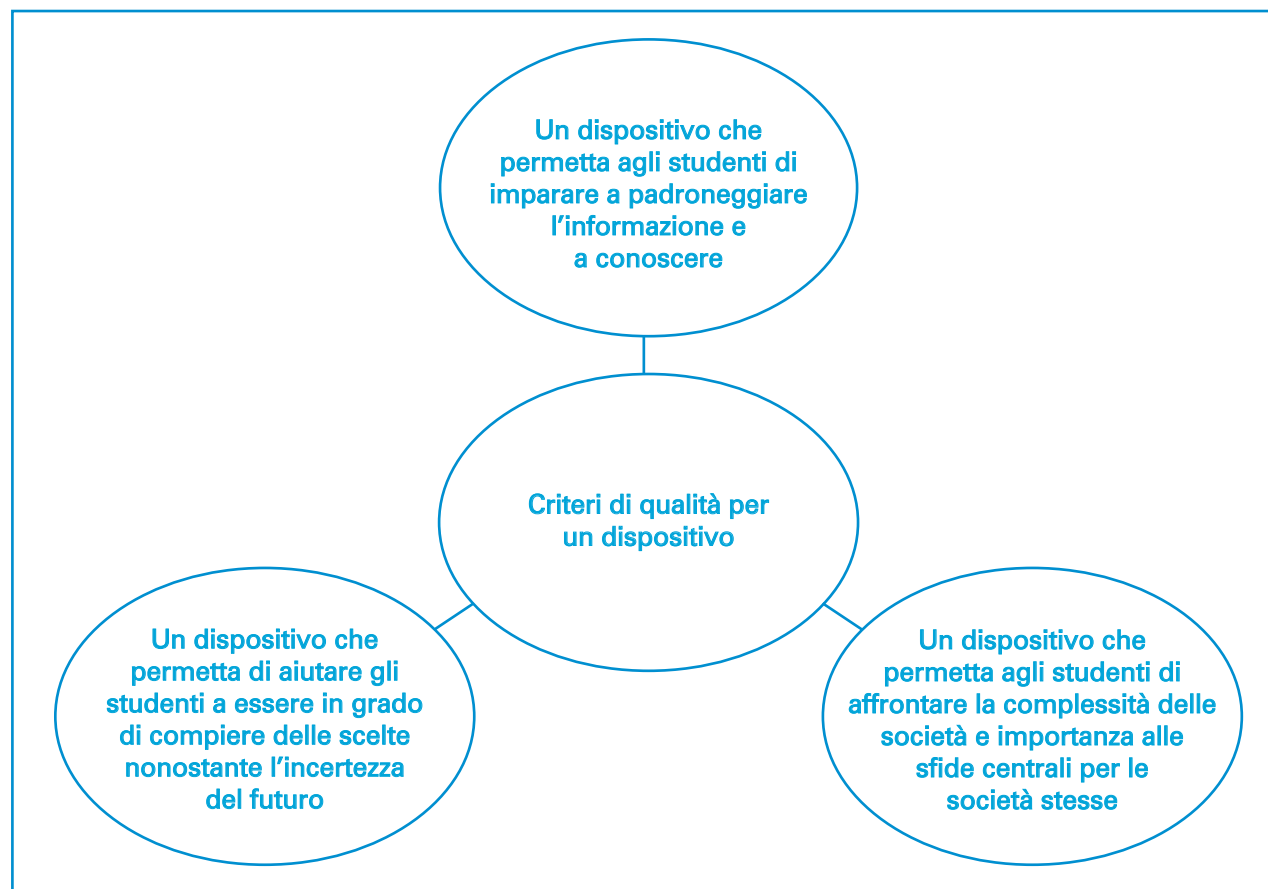 Un dispositivo che
permetta agli studenti di
imparare a padroneggiare
l'informazione e
a conoscere
Criteri di qualità per
un dispositivo
Un dispositivo che
permetta di aiutare gli
studenti a essere in grado
di compiere delle scelte
nonostante l'incertezza
del futuro
Un dispositivo che
permetta agli studenti di
affrontare la complessità delle
società e importanza alle
sfide centrali per le
società stesse